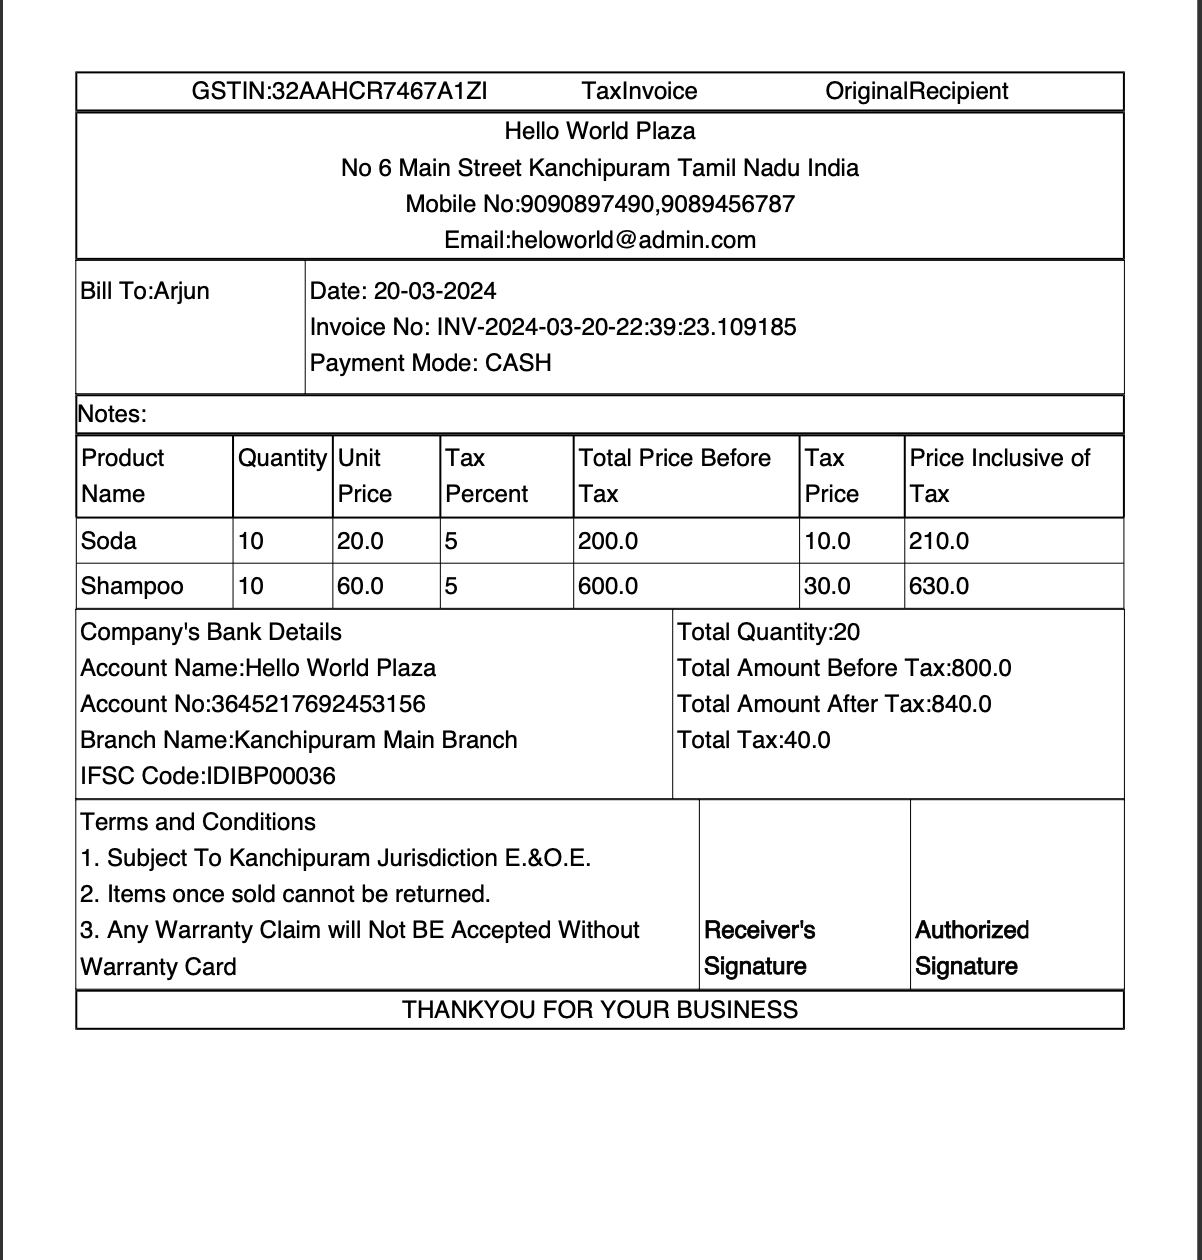 GSTIN:32AAHCR7467A1ZI TaxInvoice OriginalRecipient
Hello World Plaza
No 6 Main Street Kanchipuram Tamil Nadu India
Mobile No:9090897490,9089456787
Email:heloworld@admin.com
Bill To:Arjun
Date: 20-03-2024
Invoice No: INV-2024-03-20-22:39:23.109185
Payment Mode: CASH
Notes:
Product Name Quantity Unit Price Tax Percent Total Price Before Tax Tax Price Price Inclusive of Tax
Soda 10 20.0 5 200.0 10.0 210.0
Shampoo 10 60.0 5 600.0 30.0 630.0
Company's Bank Details
Account Name:Hello World Plaza
Account No:3645217692453156
Branch Name:Kanchipuram Main Branch
IFSC Code:IDIBP00036
Total Quantity:20
Total Amount Before Tax:800.0
Total Amount After Tax:840.0
Total Tax:40.0
Terms and Conditions
1. Subject To Kanchipuram Jurisdiction E.&O.E.
2. Items once sold cannot be returned.
3. Any Warranty Claim will Not BE Accepted Without
Warranty Card
Receiver's
Signature
Authorized
Signature
THANKYOU FOR YOUR BUSINESS